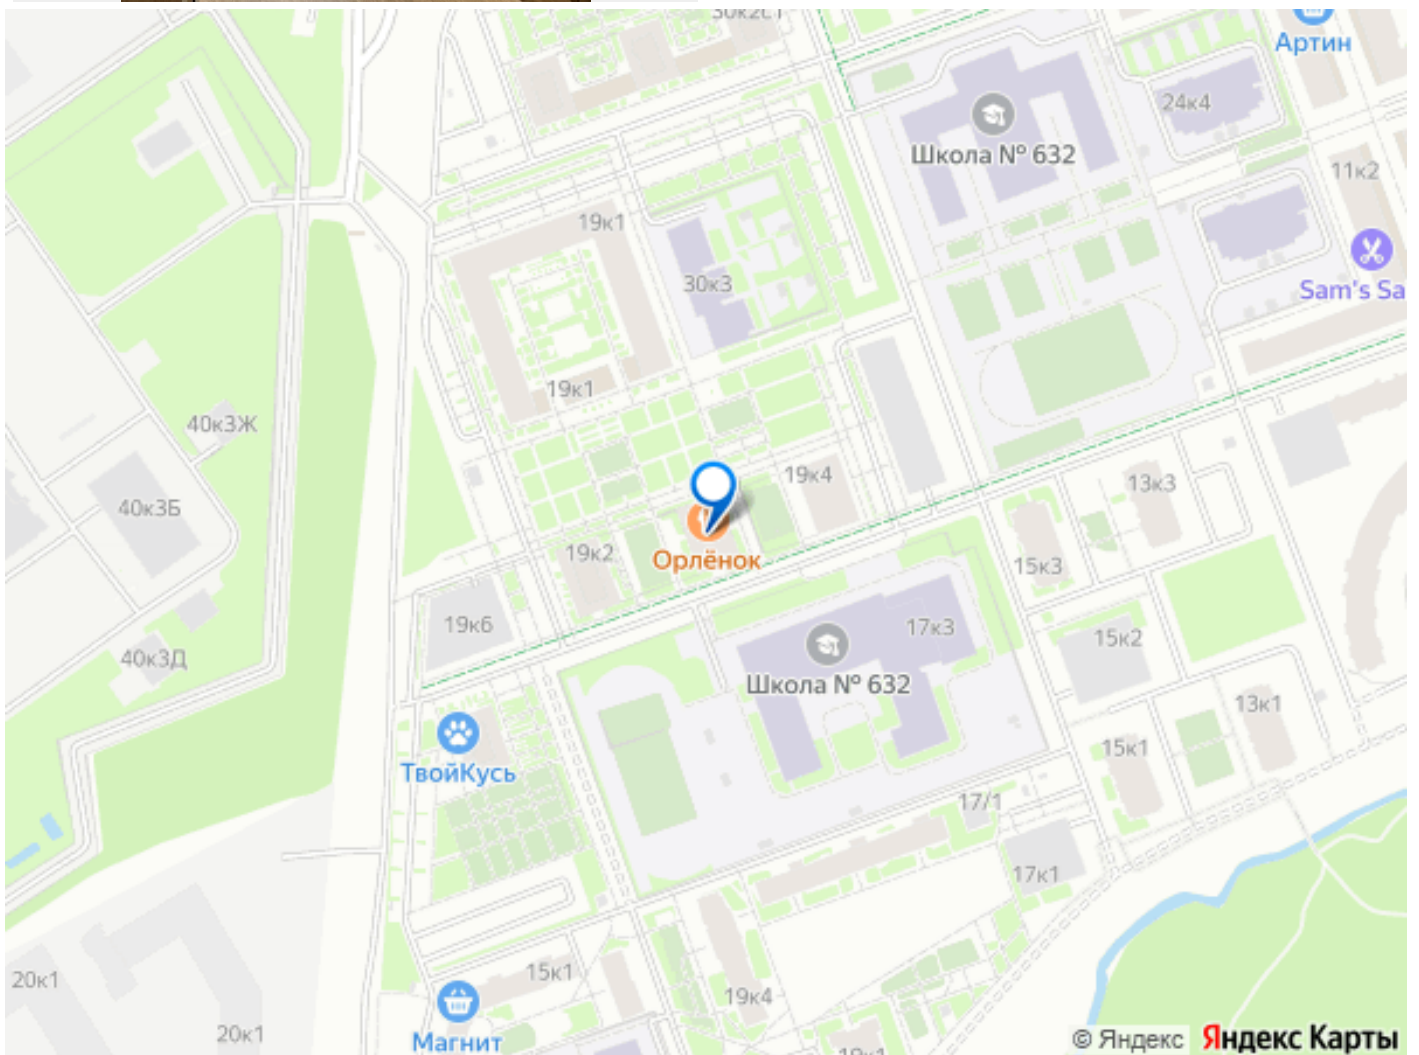 30к2с1
Артин
24к4
Школа № 632
11к2
19к1
30к3
Sam's Sa
19к1
40к3Ж
19к4
13к3
40к3Б
19к2
Орлёнок
15к3
19к6
17к3
15к2
40к3Д
Школа № 632
13к1
15к1
ТвойКусь
17/1
17к1
20к1
15к1
19к4
20к1
Магнит
19к1
© Яндекс Яндекс Карты